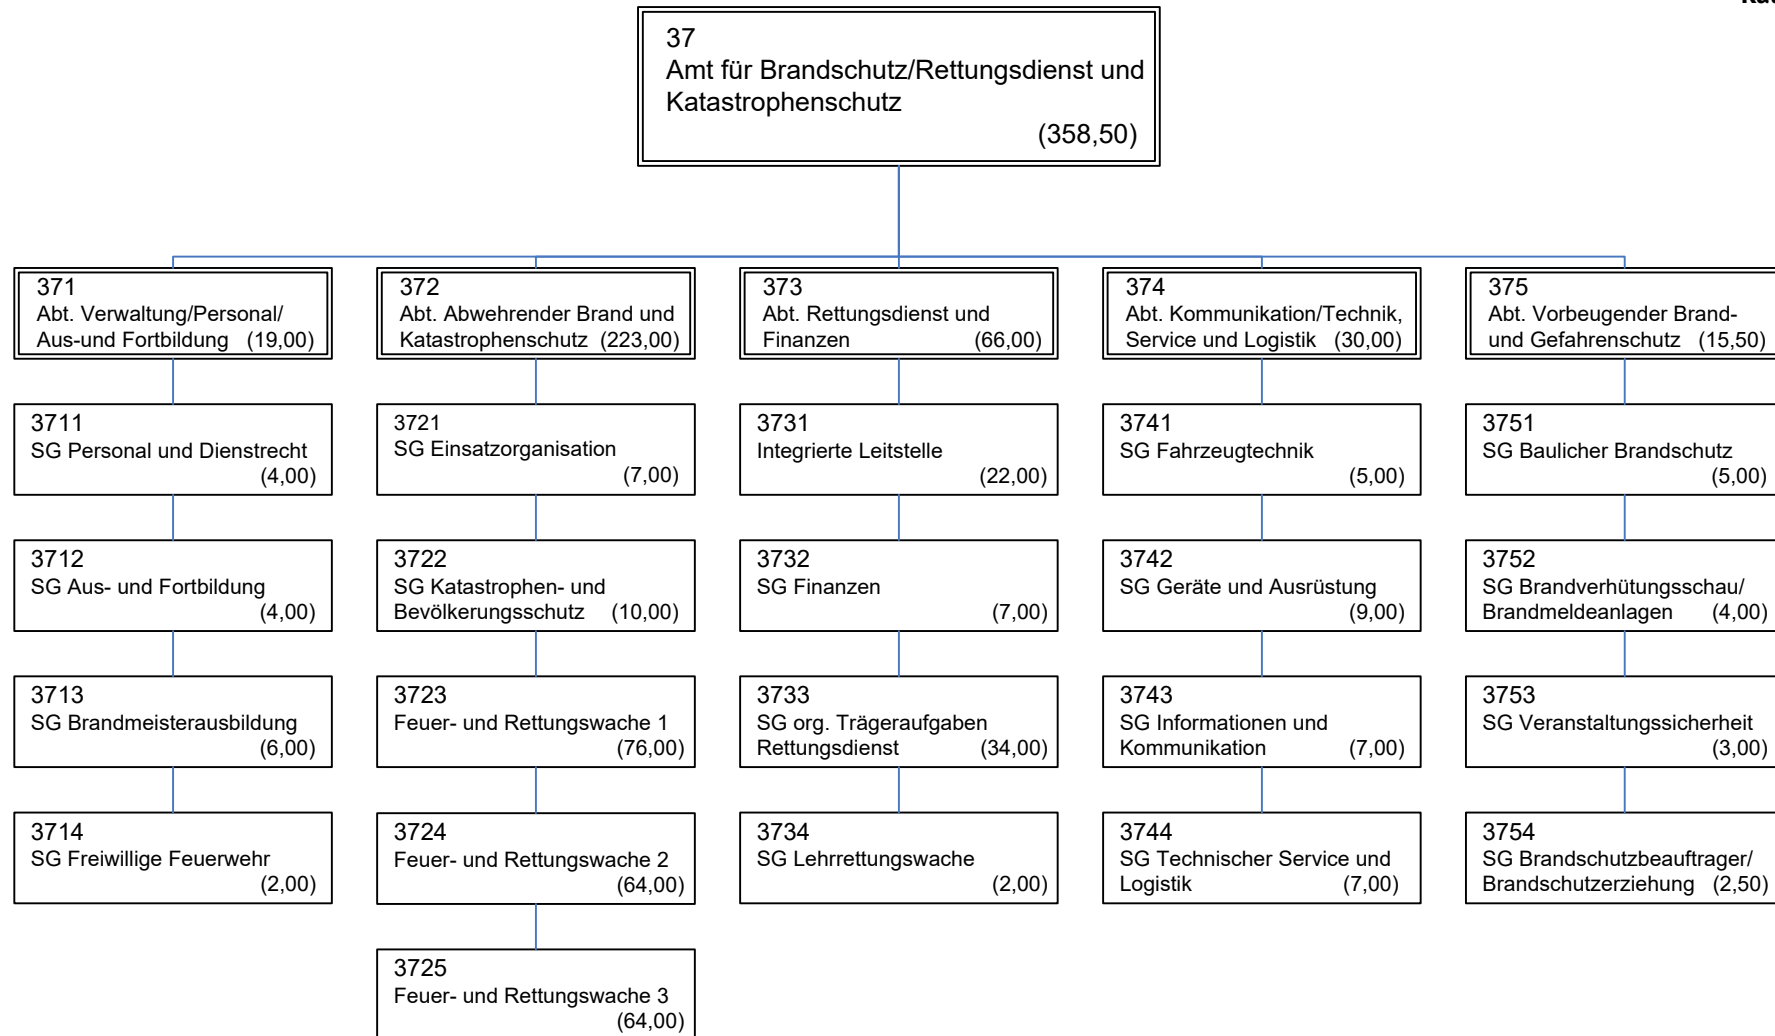 37
Amt für Brandschutz/Rettungsdienst und
Katastrophenschutz
(358,50)
371
Abt. Verwaltung/Personal/
Aus-und Fortbildung (19,00)
372
Abt. Abwehrender Brand und
Katastrophenschutz (223,00)
373
Abt. Rettungsdienst und
Finanzen (66,00)
374
Abt. Kommunikation/Technik,
Service und Logistik (30,00)
375
Abt. Vorbeugender Brand-
und Gefahrenschutz (15,50)
3711
SG Personal und Dienstrecht
(4,00)
3721
SG Einsatzorganisation
(7,00)
3731
Integrierte Leitstelle
(22,00)
3741
SG Fahrzeugtechnik
(5,00)
3751
SG Baulicher Brandschutz
(5,00)
3712
SG Aus- und Fortbildung
(4,00)
3722
SG Katastrophen- und
Bevölkerungsschutz (10,00)
3732
SG Finanzen
(7,00)
3742
SG Geräte und Ausrüstung
(9,00)
3752
SG Brandverhütungsschau/
Brandmeldeanlagen (4,00)
3713
SG Brandmeisterausbildung
(6,00)
3723
Feuer- und Rettungswache 1
(76,00)
3733
SG org. Trägeraufgaben
Rettungsdienst (34,00)
3743
SG Informationen und
Kommunikation (7,00)
3753
SG Veranstaltungssicherheit
(3,00)
3714
SG Freiwillige Feuerwehr
(2,00)
3724
Feuer- und Rettungswache 2
(64,00)
3734
SG Lehrrettungswache
(2,00)
3744
SG Technischer Service und
Logistik (7,00)
3754
SG Brandschutzbeauftrager/
Brandschutzerziehung (2,50)
3725
Feuer- und Rettungswache 3
(64,00)